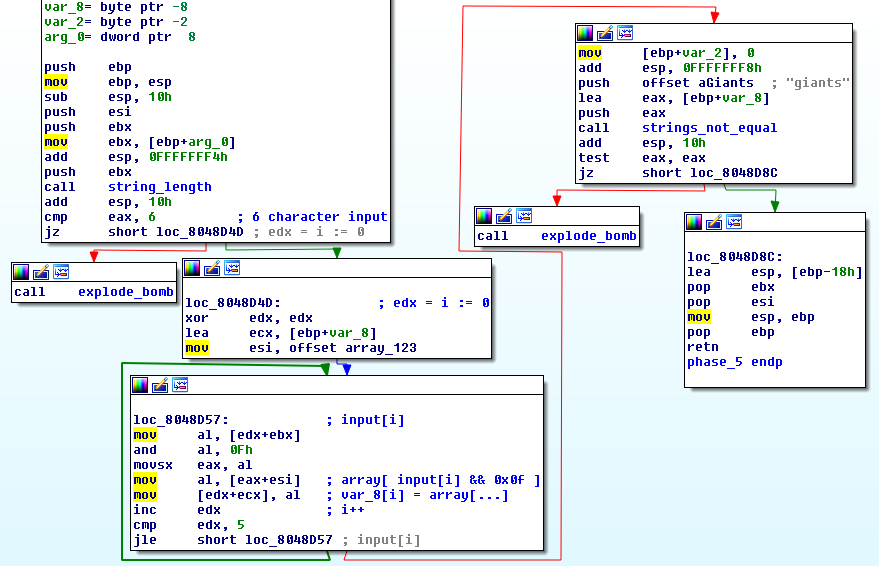 var_8= byte ptr -8
var_2= byte ptr -2
arg_0= dword ptr  8
push    ebp
mov     ebp, esp
sub     esp, 10h
push    esi
push    ebx
mov     ebx, [ebp+arg_0]
add     esp, 0FFFFFFF4h
push    ebx
call    string_length
add     esp, 10h
cmp     eax, 6          ; 6 character input
jz      short loc_8048D4D ; edx = i := 0
call    explode_bomb
loc_8048D4D:            ; edx = i := 0
xor     edx, edx
lea     ecx, [ebp+var_8]
mov     esi, offset array_123
loc_8048D57:            ; input[i]
mov     al, [edx+ebx]
and     al, 0Fh
movsx   eax, al
mov     al, [eax+esi]   ; array[ input[i] && 0x0f ]
mov     [edx+ecx], al   ; var_8[i] = array[...]
inc     edx             ; i++
cmp     edx, 5
jle     short loc_8048D57 ; input[i]
mov     [ebp+var_2], 0
add     esp, 0FFFFFFF8h
push    offset aGiants  ; "giants"
lea     eax, [ebp+var_8]
push    eax
call    strings_not_equal
add     esp, 10h
test    eax, eax
jz      short loc_8048D8C
call    explode_bomb
loc_8048D8C:
lea     esp, [ebp-18h]
pop     ebx
pop     esi
mov     esp, ebp
pop     ebp
retn
phase_5 endp